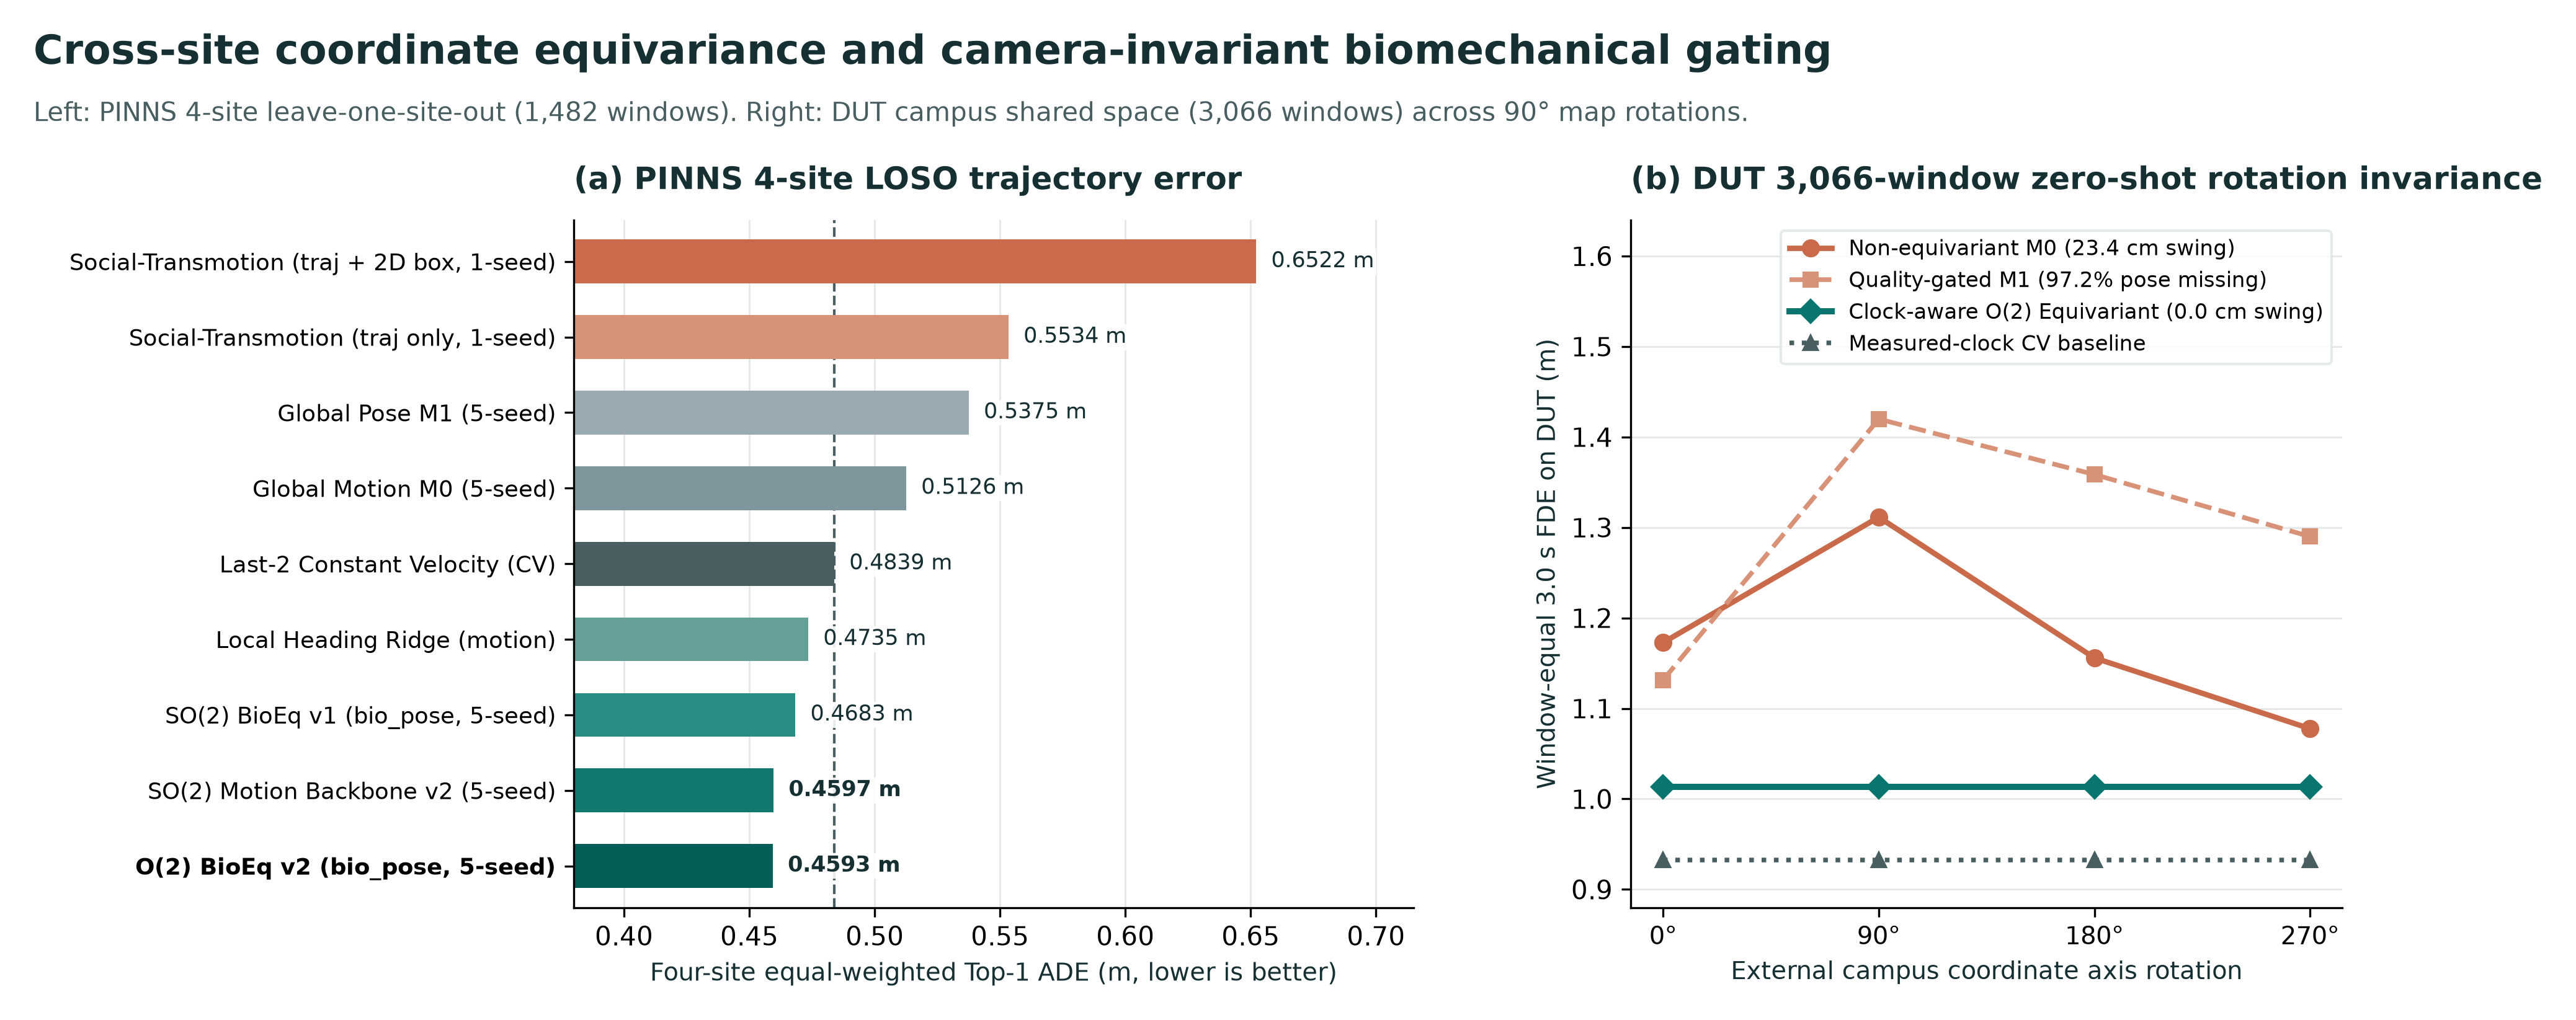 Cross-site coordinate equivariance and camera-invariant biomechanical gating
Left: PINNS 4-site leave-one-site-out (1,482 windows). Right: DUT campus shared space (3,066 windows) across 90° map rotations.
(a) PINNS 4-site LOSO trajectory error
Social-Transmotion (traj + 2D box, 1-seed)
0.6522 m
Social-Transmotion (traj only, 1-seed)
0.5534 m
Global Pose M1 (5-seed)
0.5375 m
Global Motion M0 (5-seed)
0.5126 m
Last-2 Constant Velocity (CV)
0.4839 m
Local Heading Ridge (motion)
0.4735 m
SO(2) BioEq v1 (bio_pose, 5-seed)
0.4683 m
SO(2) Motion Backbone v2 (5-seed)
0.4597 m
O(2) BioEq v2 (bio_pose, 5-seed)
0.4593 m
0.40 0.45 0.50 0.55 0.60 0.65 0.70
Four-site equal-weighted Top-1 ADE (m, lower is better)
(b) DUT 3,066-window zero-shot rotation invariance
Non-equivariant M0 (23.4 cm swing)
Quality-gated M1 (97.2% pose missing)
Clock-aware O(2) Equivariant (0.0 cm swing)
Measured-clock CV baseline
Window-equal 3.0 s FDE on DUT (m)
1.6
1.5
1.4
1.3
1.2
1.1
1.0
0.9
0° 90° 180° 270°
External campus coordinate axis rotation